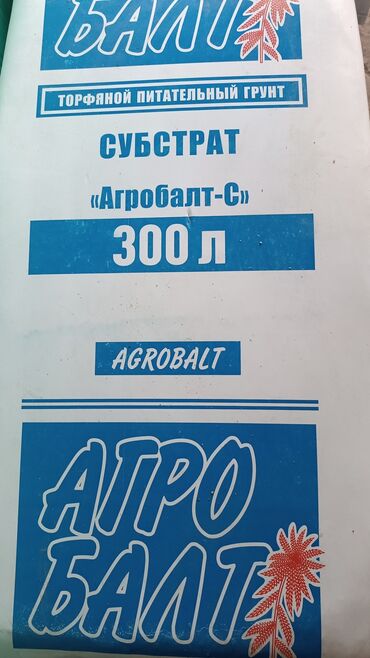 БАЛТ
ТОРФЯНОЙ ПИТАТЕЛЬНЫЙ ГРУНТ
СУБСТРАТ
«Агробалт-С»
300 л
AGROBALT
АГРО
БАЛТ